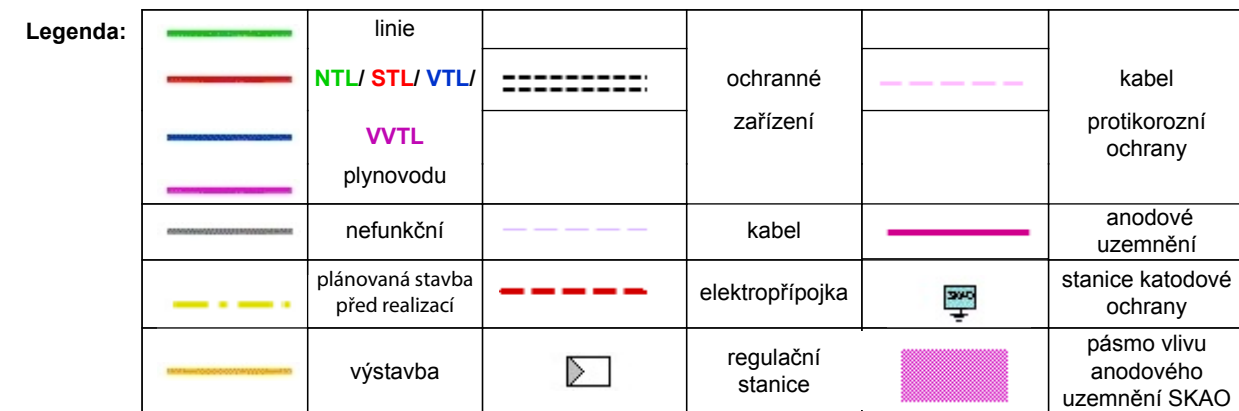 Legenda:
linie
NTL/ STL/ VTL/
VVTL
plynovodu
ochranné
zařízení
kabel
protikorozní
ochrany
nefunkční
kabel
anodové
uzemnění
plánovaná stavba
před realizací
elektropřípojka
SKAO
stanice katodové
ochrany
výstavba
regulační
stanice
pásmo vlivu
anodového
uzemnění SKAO